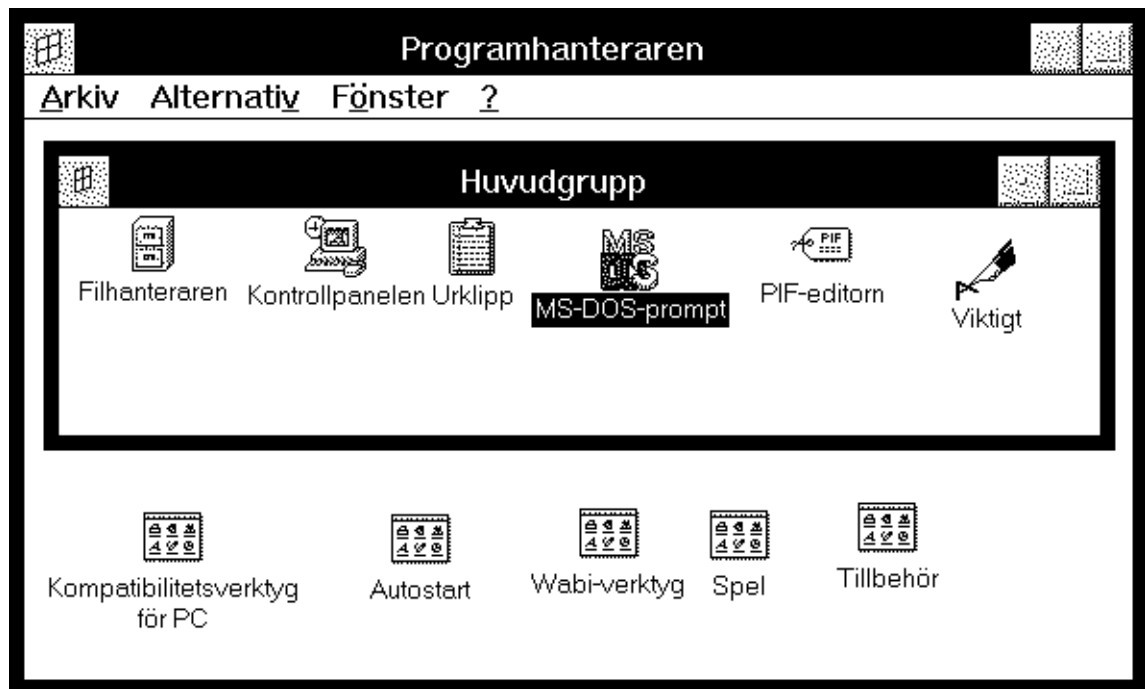 Programhanteraren
Arkiv Alternativ Fönster ?
Huvudgrupp
Filhanteraren Kontrollpanelen Urklipp MS-DOS-prompt PIF-editorn Viktigt
MS DOS
PIF
Kompatibilitetsverktyg för PC
Autostart Wabi-verktyg Spel Tillbehör